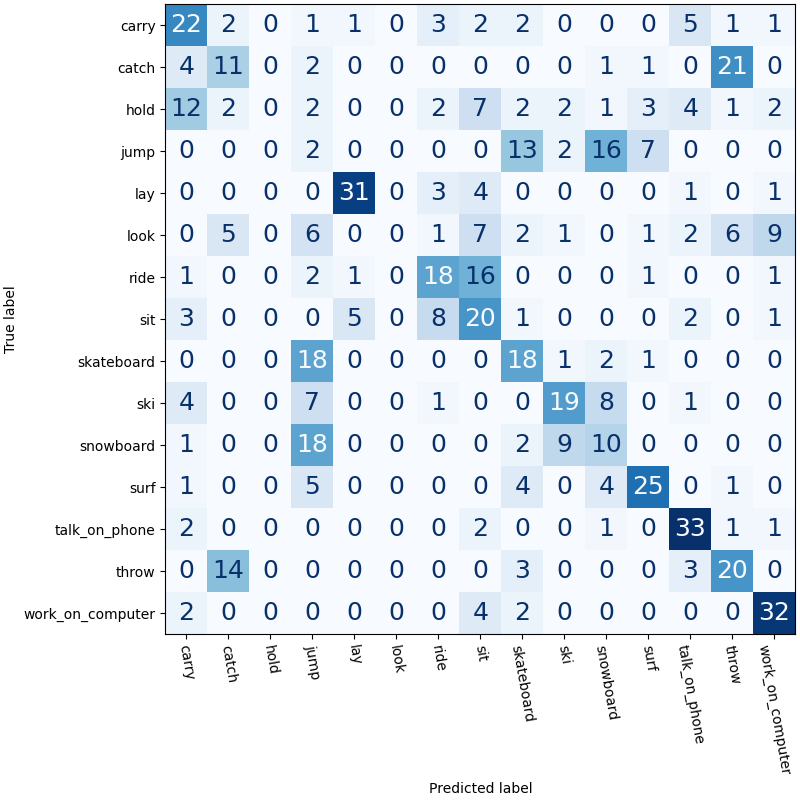 carry 22 2 0 1 1 0 3 2 2 0 0 0 5 1 1
catch 4 11 0 2 0 0 0 0 0 0 1 1 0 21 0
hold 12 2 0 2 0 0 2 7 2 2 1 3 4 1 2
jump 0 0 0 2 0 0 0 0 13 2 16 7 0 0 0
lay 0 0 0 0 31 0 3 4 0 0 0 0 1 0 1
look 0 5 0 6 0 0 1 7 2 1 0 1 2 6 9
ride 1 0 0 2 1 0 18 16 0 0 0 1 0 0 1
sit 3 0 0 0 5 0 8 20 1 0 0 0 2 0 1
skateboard 0 0 0 18 0 0 0 0 18 1 2 1 0 0 0
ski 4 0 0 7 0 0 1 0 0 19 8 0 1 0 0
snowboard 1 0 0 18 0 0 0 0 2 9 10 0 0 0 0
surf 1 0 0 5 0 0 0 0 4 0 4 25 0 1 0
talk_on_phone 2 0 0 0 0 0 0 2 0 0 1 0 33 1 1
throw 0 14 0 0 0 0 0 0 3 0 0 0 3 20 0
work_on_computer 2 0 0 0 0 0 0 4 2 0 0 0 0 0 32
True label
carry catch hold jump lay look ride sit skateboard ski snowboard surf talk_on_phone throw work_on_computer
Predicted label